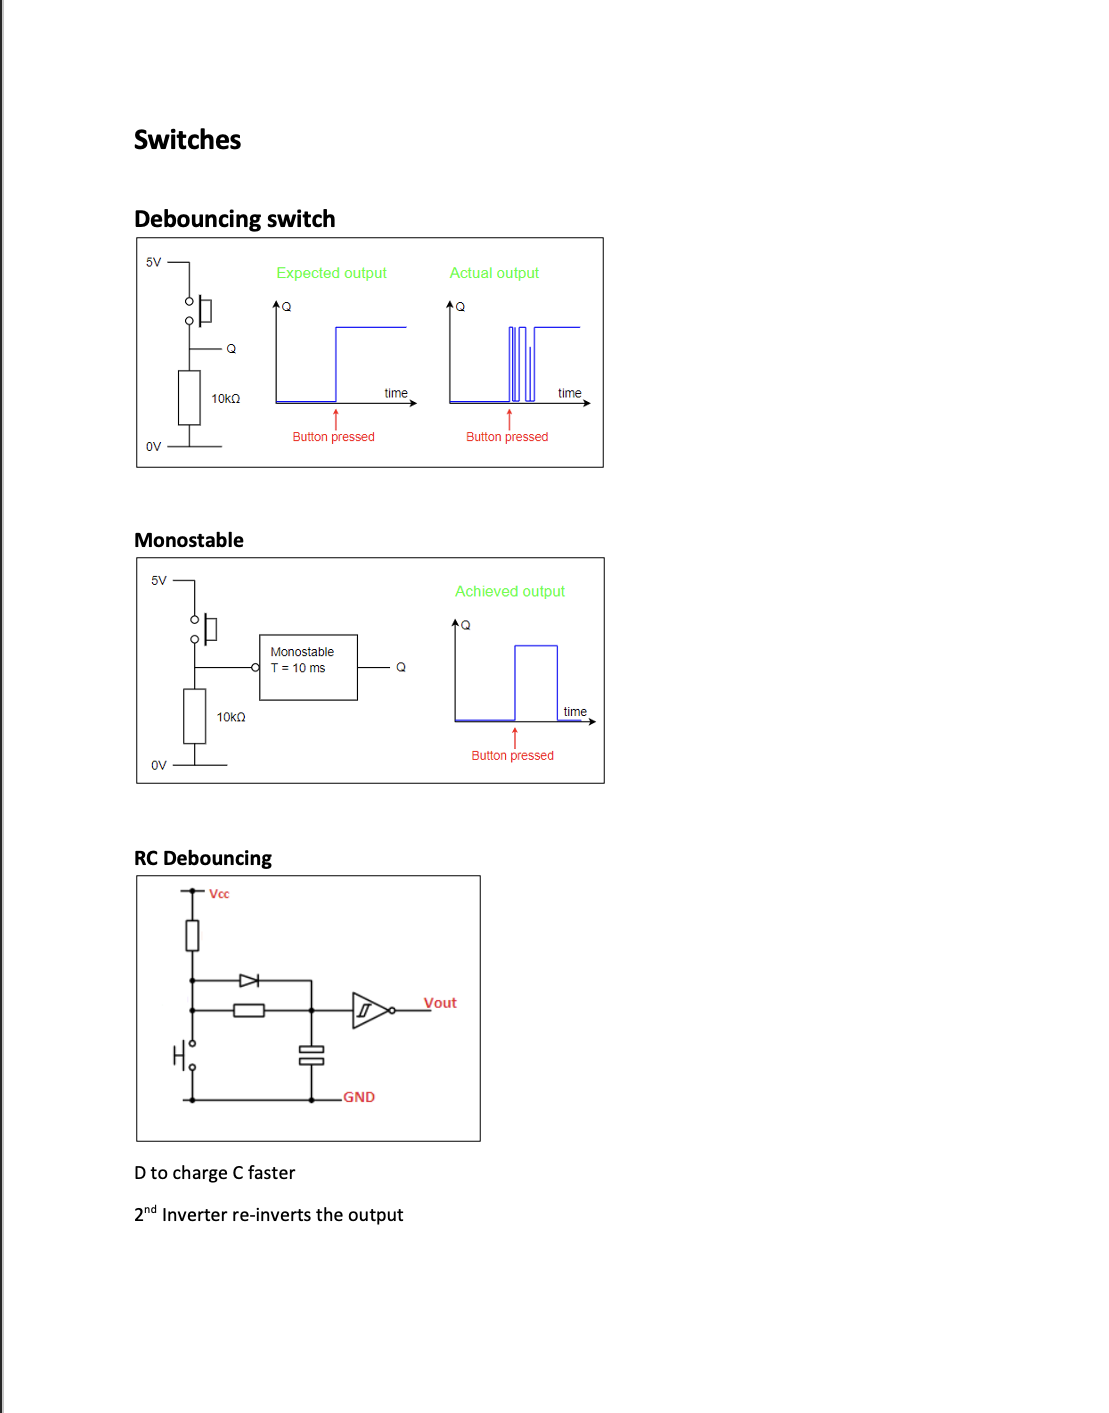 Switches
Debouncing switch
5V
Expected output
Actual output
Q
Q
Q
10kΩ
time
time
Button pressed
Button pressed
0V
Monostable
5V
Achieved output
Q
Monostable
T = 10 ms
Q
10kΩ
time
Button pressed
0V
RC Debouncing
Vcc
Vout
GND
D to charge C faster
2nd Inverter re-inverts the output